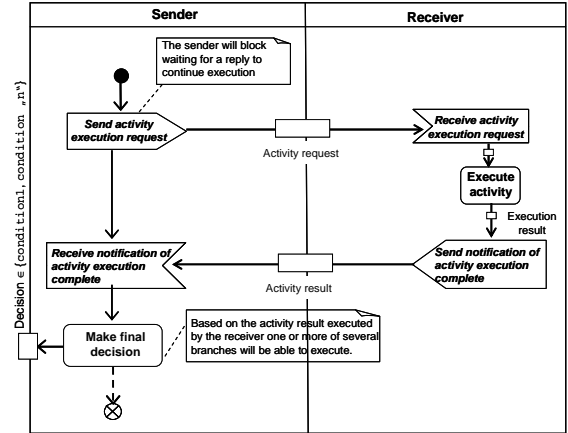 Sender
Receiver
The sender will block
waiting for a reply to
continue execution
Send activity
execution request
Receive activity
execution request
Activity request
Execute
activity
Execution
result
Receive notification of
activity execution
complete
Send notification of
activity execution
complete
Activity result
Make final
decision
Based on the activity result executed
by the receiver one or more of several
branches will be able to execute.
Decision ∈ {condition1, condition „n“}